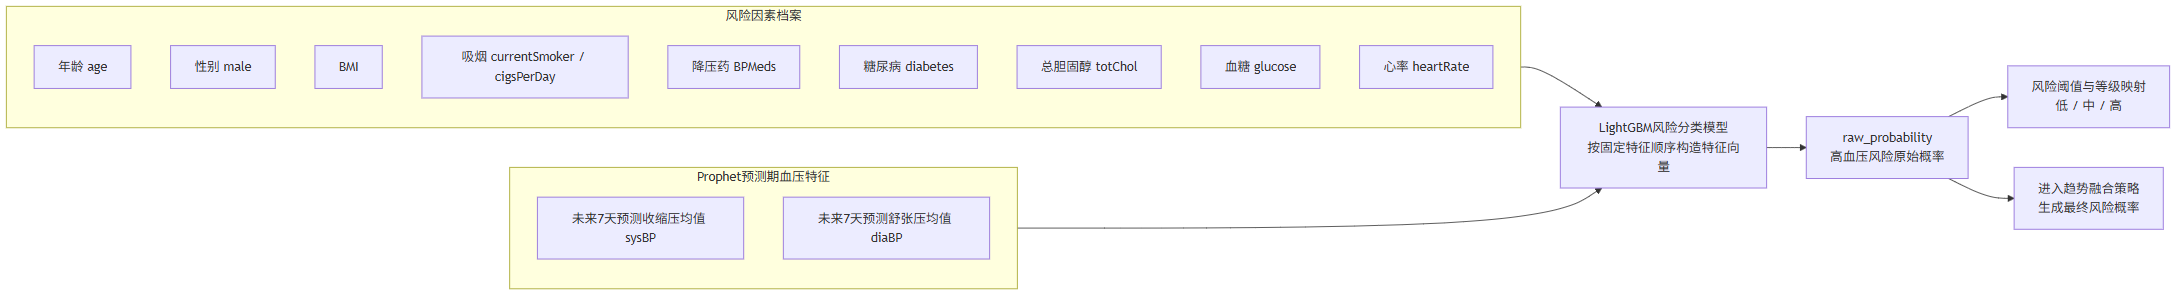 风险因素档案
年龄 age
性别 male
BMI
吸烟 currentSmoker /
cigsPerDay
降压药 BPMeds
糖尿病 diabetes
总胆固醇 totChol
血糖 glucose
心率 heartRate
Prophet预测期血压特征
未来7天预测收缩压均值
sysBP
未来7天预测舒张压均值
diaBP
LightGBM风险分类模型
按固定特征顺序构造特征向
量
raw_probability
高血压风险原始概率
风险阈值与等级映射
低 / 中 / 高
进入趋势融合策略
生成最终风险概率